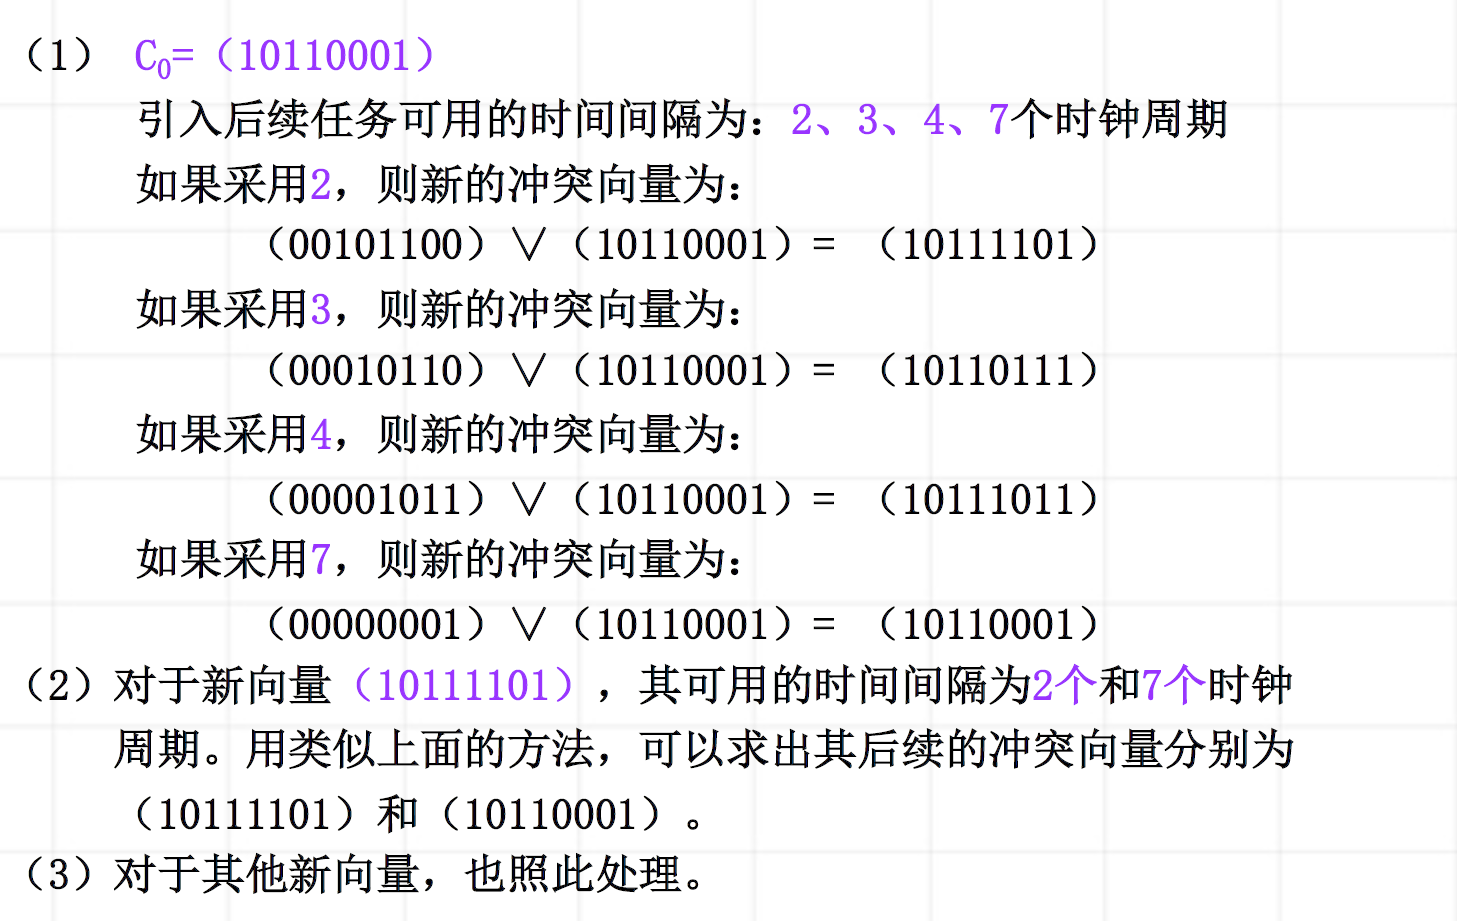 （1） C₀=（10110001）
引入后续任务可用的时间间隔为：2、3、4、7个时钟周期
如果采用2，则新的冲突向量为：
（00101100）∨（10110001）= （10111101）
如果采用3，则新的冲突向量为：
（00010110）∨（10110001）= （10110111）
如果采用4，则新的冲突向量为：
（00001011）∨（10110001）= （10111011）
如果采用7，则新的冲突向量为：
（00000001）∨（10110001）= （10110001）
（2）对于新向量（10111101），其可用的时间间隔为2个和7个时钟
周期。用类似上面的方法，可以求出其后续的冲突向量分别为
（10111101）和（10110001）。
（3）对于其他新向量，也照此处理。